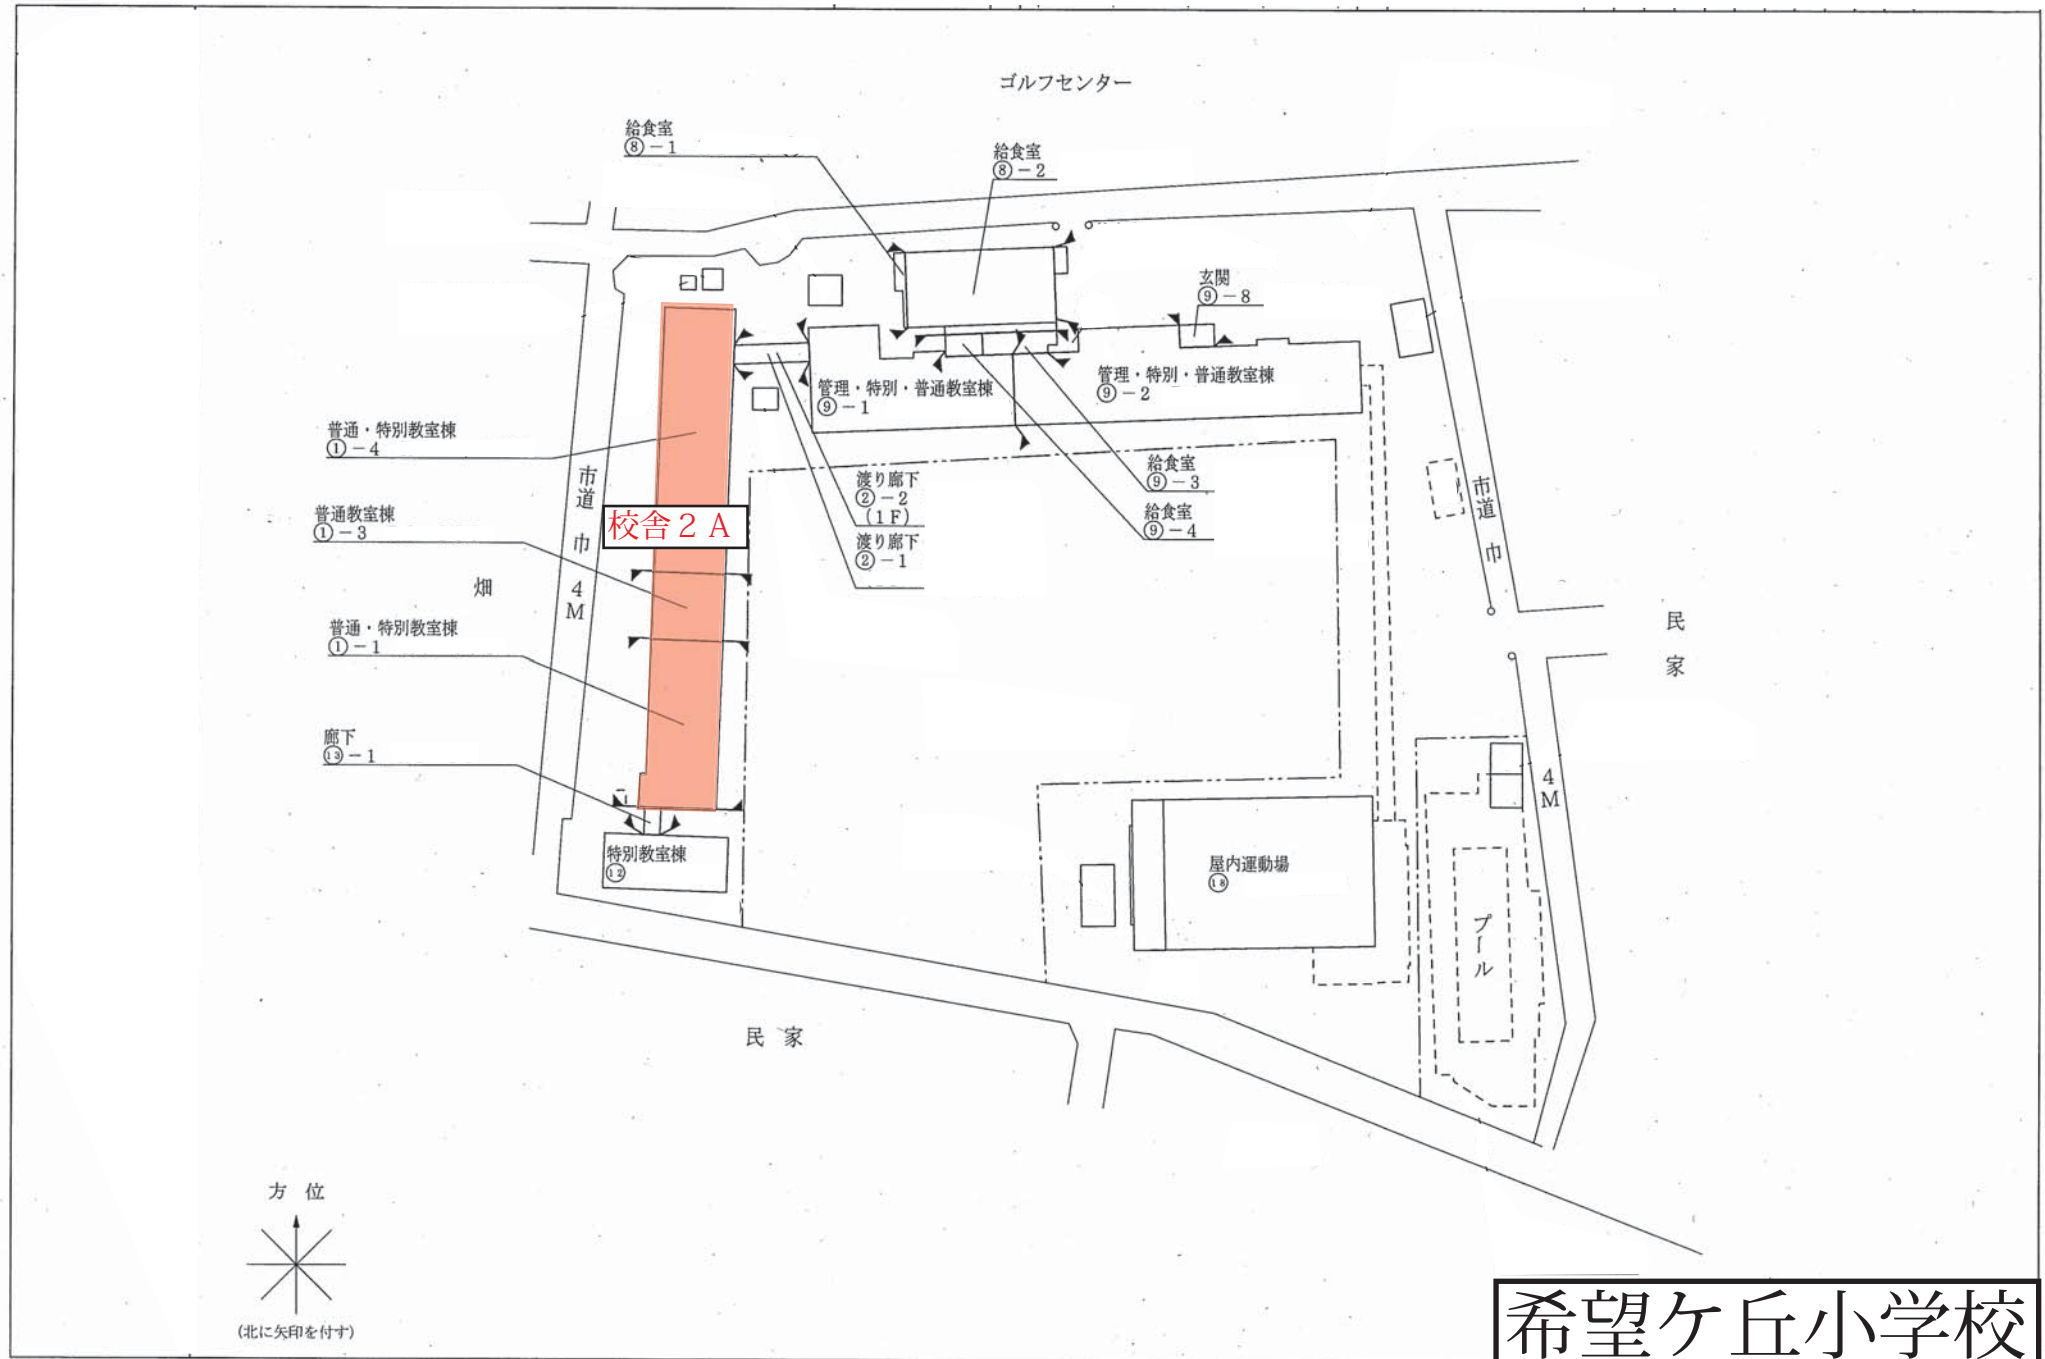 ゴルフセンター
給食室
⑧－1
給食室
⑧－2
玄関
⑨－8
管理・特別・普通教室棟
⑨－1
管理・特別・普通教室棟
⑨－2
普通・特別教室棟
①－4
市道 巾 4M
渡り廊下
②－2
(1F)
渡り廊下
②－1
給食室
⑨－3
給食室
⑨－4
市道 巾 4M
校舎２Ａ
普通教室棟
①－3
畑
普通・特別教室棟
①－1
民家
廊下
⑬－1
特別教室棟
⑫
屋内運動場
⑱
プール
民 家
方 位
(北に矢印を付す)
希望ケ丘小学校